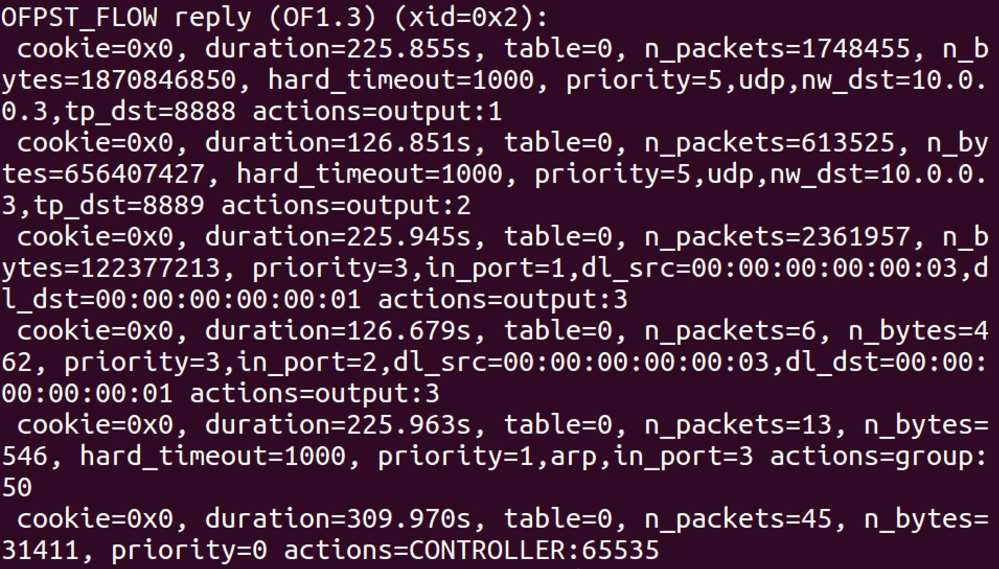 OFPST_FLOW reply (OF1.3) (xid=0x2):
 cookie=0x0, duration=225.855s, table=0, n_packets=1748455, n_b
ytes=1870846850, hard_timeout=1000, priority=5,udp,nw_dst=10.0.
0.3,tp_dst=8888 actions=output:1
 cookie=0x0, duration=126.851s, table=0, n_packets=613525, n_by
tes=656407427, hard_timeout=1000, priority=5,udp,nw_dst=10.0.0.
3,tp_dst=8889 actions=output:2
 cookie=0x0, duration=225.945s, table=0, n_packets=2361957, n_b
ytes=122377213, priority=3,in_port=1,dl_src=00:00:00:00:00:03,d
l_dst=00:00:00:00:00:01 actions=output:3
 cookie=0x0, duration=126.679s, table=0, n_packets=6, n_bytes=4
62, priority=3,in_port=2,dl_src=00:00:00:00:00:03,dl_dst=00:00:
00:00:00:01 actions=output:3
 cookie=0x0, duration=225.963s, table=0, n_packets=13, n_bytes=
546, hard_timeout=1000, priority=1,arp,in_port=3 actions=group:
50
 cookie=0x0, duration=309.970s, table=0, n_packets=45, n_bytes=
31411, priority=0 actions=CONTROLLER:65535